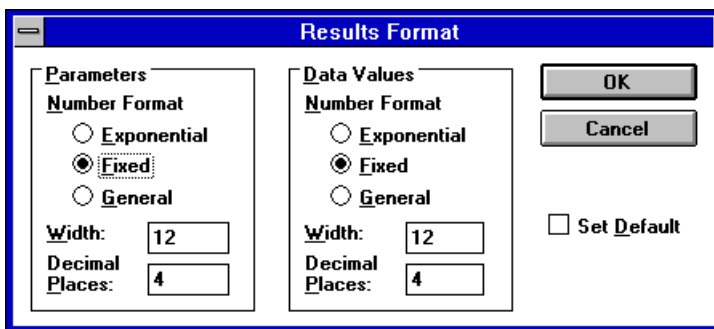 Results Format
Parameters
Number Format
Exponential
Fixed
General
Width: 12
Decimal
Places: 4
Data Values
Number Format
Exponential
Fixed
General
Width: 12
Decimal
Places: 4
OK
Cancel
Set Default